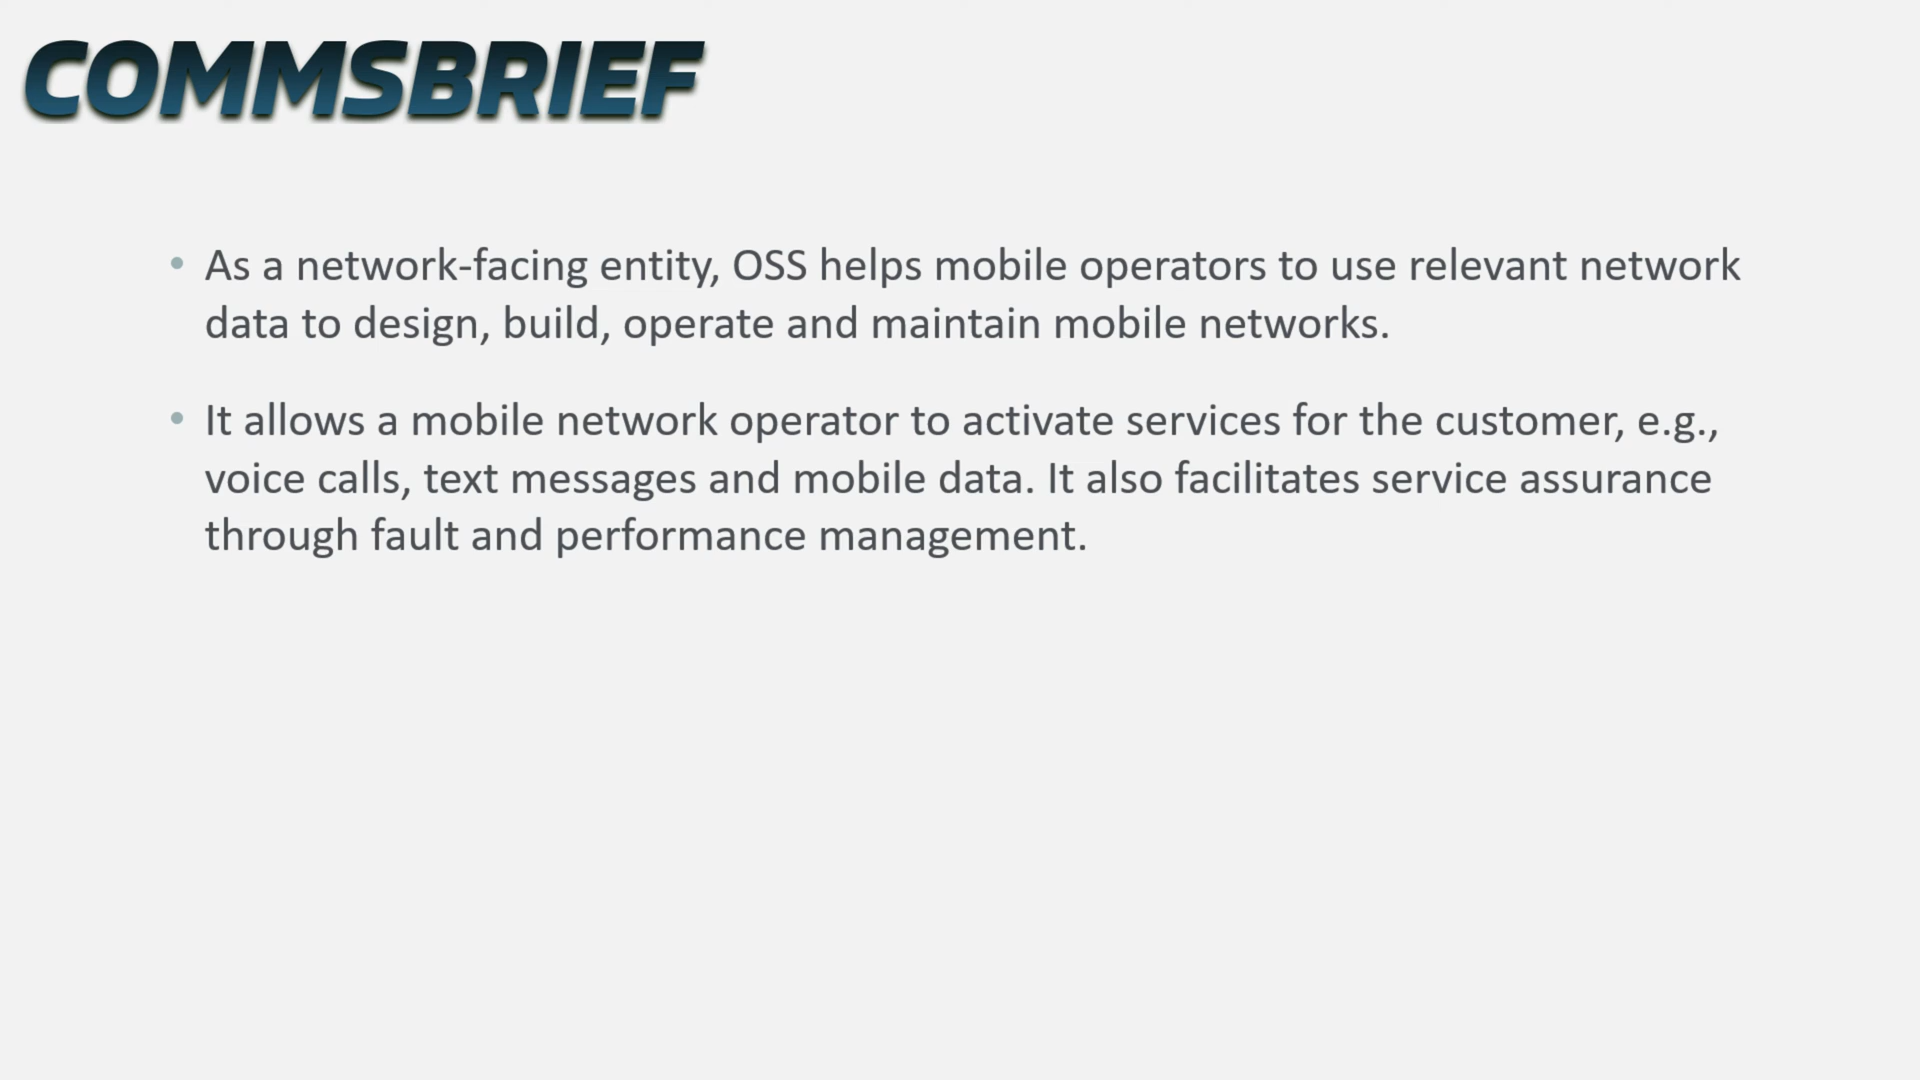 COMMSBRIEF
• As a network-facing entity, OSS helps mobile operators to use relevant network
data to design, build, operate and maintain mobile networks.
• It allows a mobile network operator to activate services for the customer, e.g.,
voice calls, text messages and mobile data. It also facilitates service assurance
through fault and performance management.